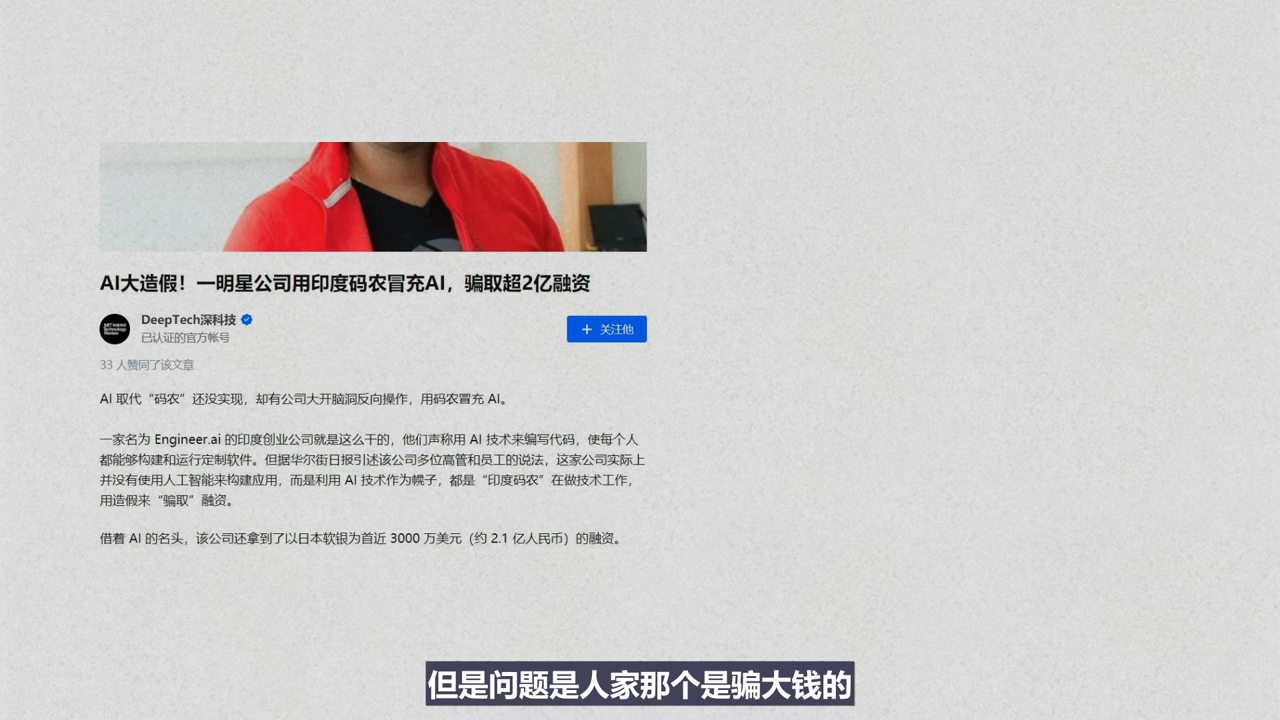 AI大造假！一明星公司用印度码农冒充AI，骗取超2亿融资
DeepTech深科技
已认证的官方帐号
+ 关注他
33 人赞同了该文章
AI 取代“码农”还没实现，却有公司大开脑洞反向操作，用码农冒充 AI。
一家名为 Engineer.ai 的印度创业公司就是这么干的，他们声称用 AI 技术来编写代码，使每个人
都能够构建和运行定制软件。但据华尔街日报引述该公司多位高管和员工的说法，这家公司实际上
并没有使用人工智能来构建应用，而是利用 AI 技术作为幌子，都是“印度码农”在做技术工作，
用造假来“骗取”融资。
借着 AI 的名头，该公司还拿到了以日本软银为首近 3000 万美元（约 2.1 亿人民币）的融资。
但是问题是人家那个是骗大钱的